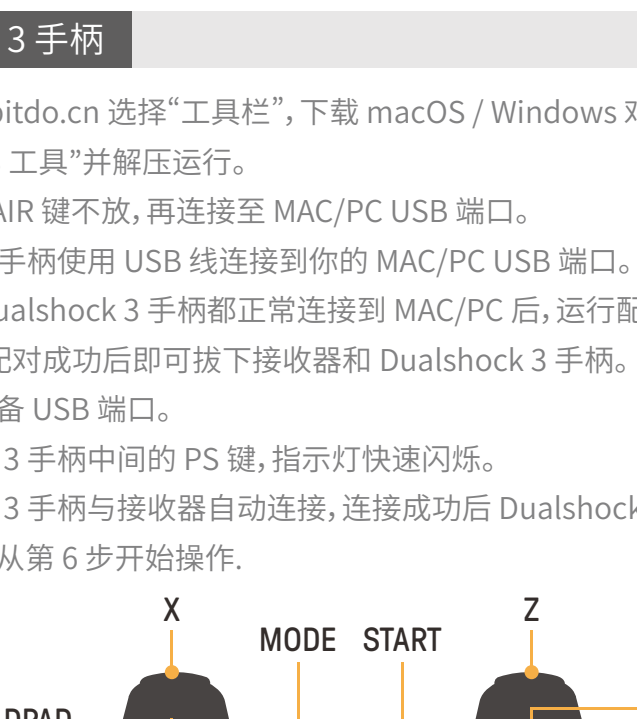 3 手柄
bitdo.cn 选择“工具栏”，下载 macOS / Windows
工具”并解压运行。
AIR 键不放，再连接至 MAC/PC USB 端口。
手柄使用 USB 线连接到你的 MAC/PC USB 端口。
ualshock 3 手柄都正常连接到 MAC/PC 后，运行配
配对成功后即可拔下接收器和 Dualshock 3 手柄。
备 USB 端口。
3 手柄中间的 PS 键，指示灯快速闪烁。
3 手柄与接收器自动连接，连接成功后 Dualshock
从第 6 步开始操作.
X
Z
MODE START
DPAD